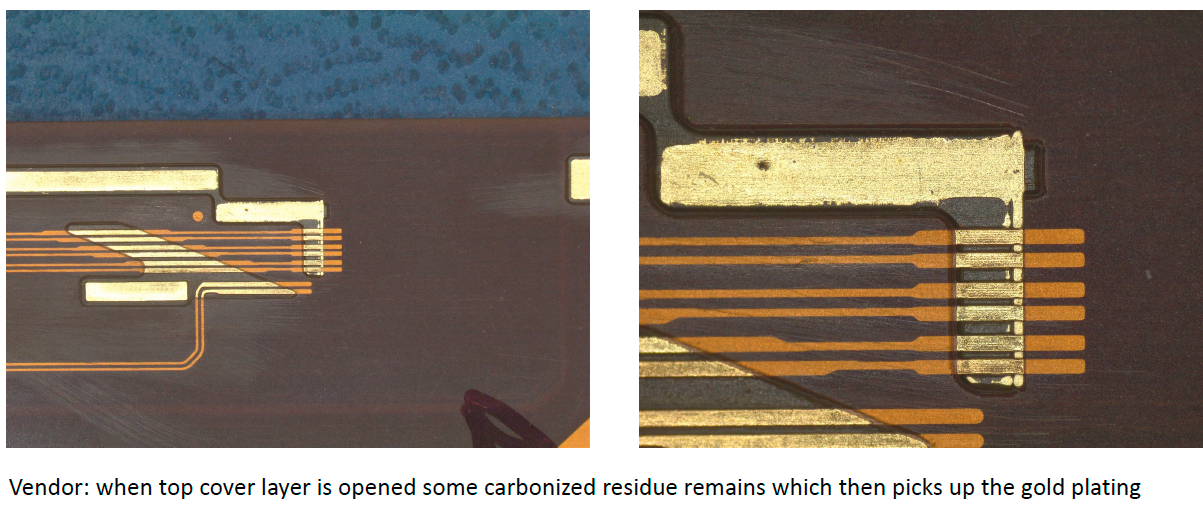 Vendor: when top cover layer is opened some carbonized residue remains which then picks up the gold plating